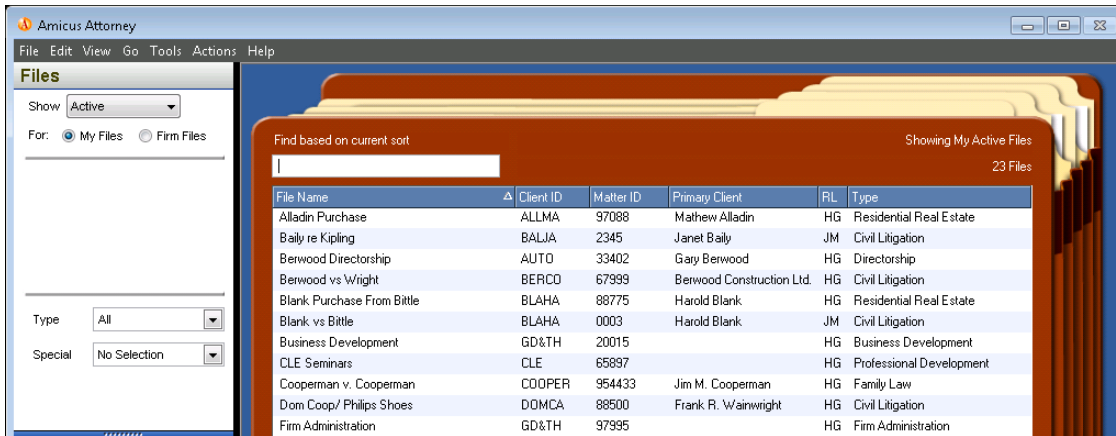 Amicus Attorney
File Edit View Go Tools Actions Help
Files
Show Active
For: My Files Firm Files
Type All
Special No Selection
Find based on current sort Showing My Active Files
23 Files
File Name Client ID Matter ID Primary Client RL Type
Alladin Purchase ALLMA 97088 Mathew Alladin HG Residential Real Estate
Baily re Kipling BALJA 2345 Janet Baily JM Civil Litigation
Berwood Directorship AUTO 33402 Gary Berwood HG Directorship
Berwood vs Wright BERCO 67999 Berwood Construction Ltd. HG Civil Litigation
Blank Purchase From Bittle BLAHA 88775 Harold Blank HG Residential Real Estate
Blank vs Bittle BLAHA 0003 Harold Blank JM Civil Litigation
Business Development GD&TH 20015 HG Business Development
CLE Seminars CLE 65897 HG Professional Development
Cooperman v. Cooperman COOPER 954433 Jim M. Cooperman HG Family Law
Dom Coop/ Philips Shoes DOMCA 88500 Frank R. Wainwright HG Civil Litigation
Firm Administration GD&TH 97995 HG Firm Administration